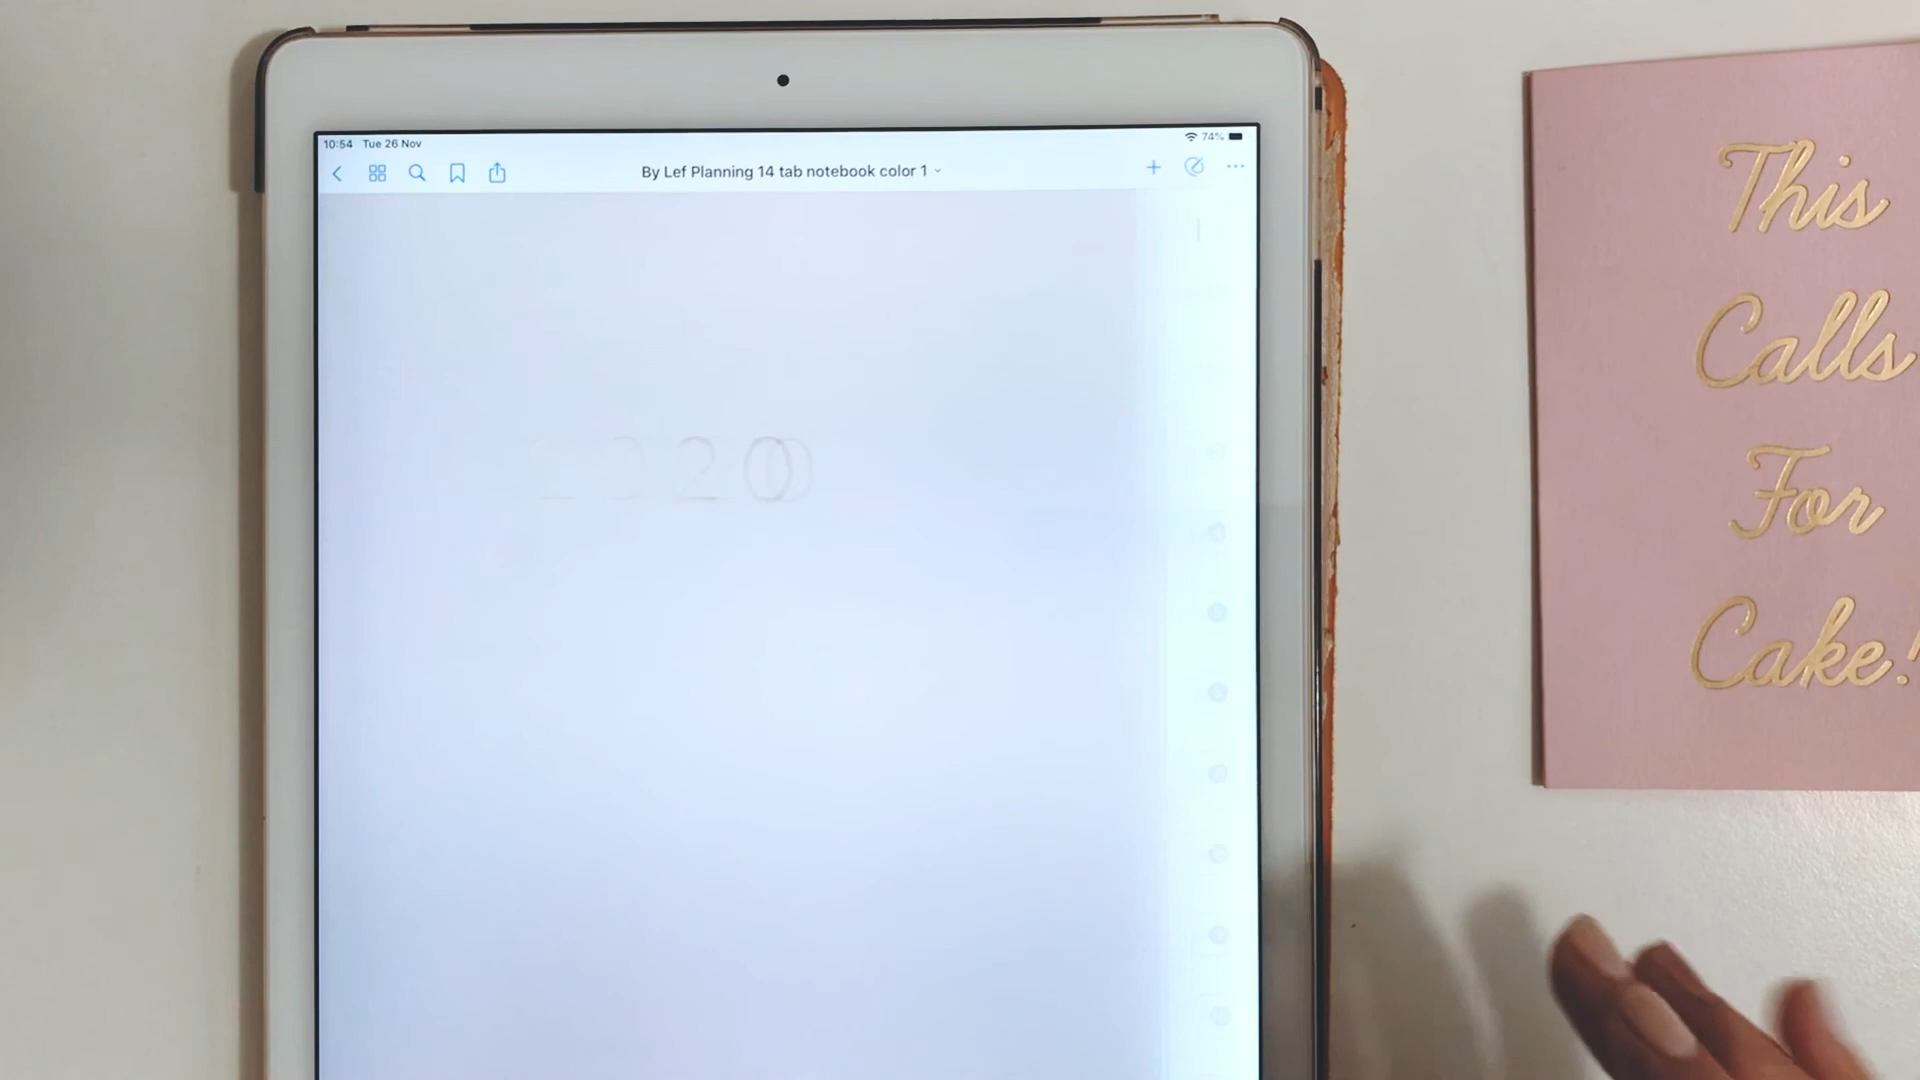 10:54 Tue 26 Nov
74%
By Lef Planning 14 tab notebook color 1
2020
This
Calls
For
Cake!